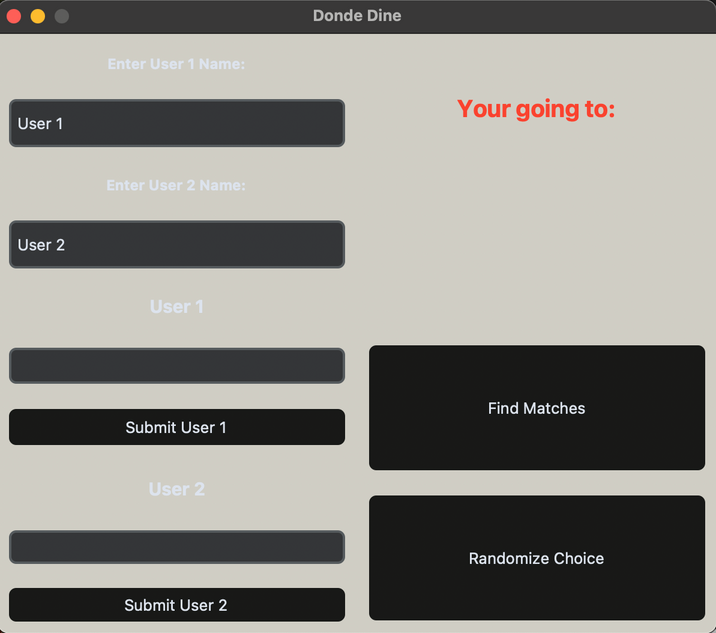 Donde Dine
Enter User 1 Name:
User 1
Enter User 2 Name:
User 2
User 1
Submit User 1
User 2
Submit User 2
Your going to:
Find Matches
Randomize Choice